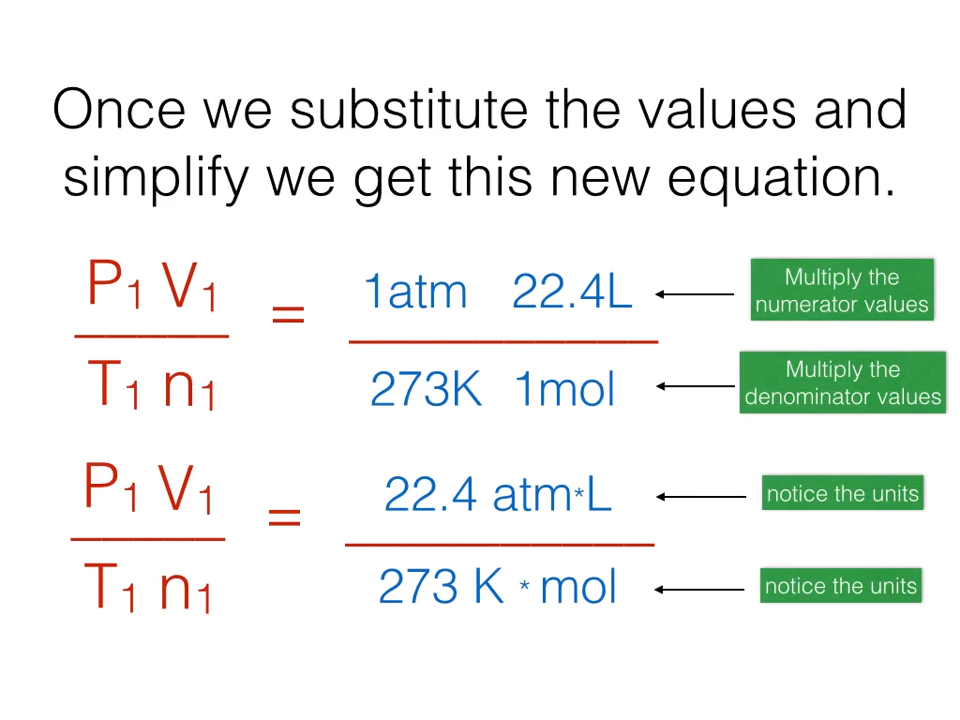 Once we substitute the values and
simplify we get this new equation.
P₁ V₁ = 1atm 22.4L
T₁ n₁ 273K 1mol
Multiply the
numerator values
Multiply the
denominator values
P₁ V₁ = 22.4 atm*L
T₁ n₁ 273 K * mol
notice the units
notice the units